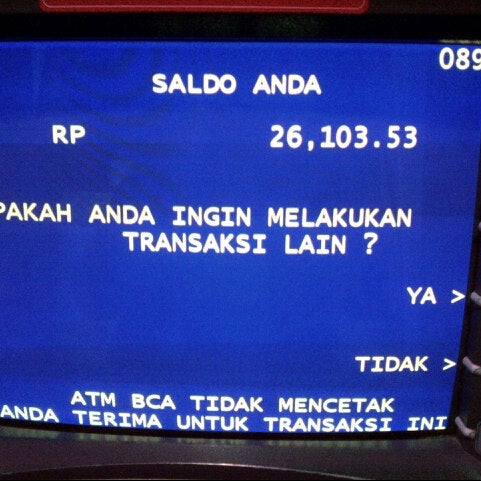 089
SALDO ANDA
RP 26,103.53
PAKAH ANDA INGIN MELAKUKAN
TRANSAKSI LAIN ?
YA >
TIDAK >
ATM BCA TIDAK MENCETAK
ANDA TERIMA UNTUK TRANSAKSI INI